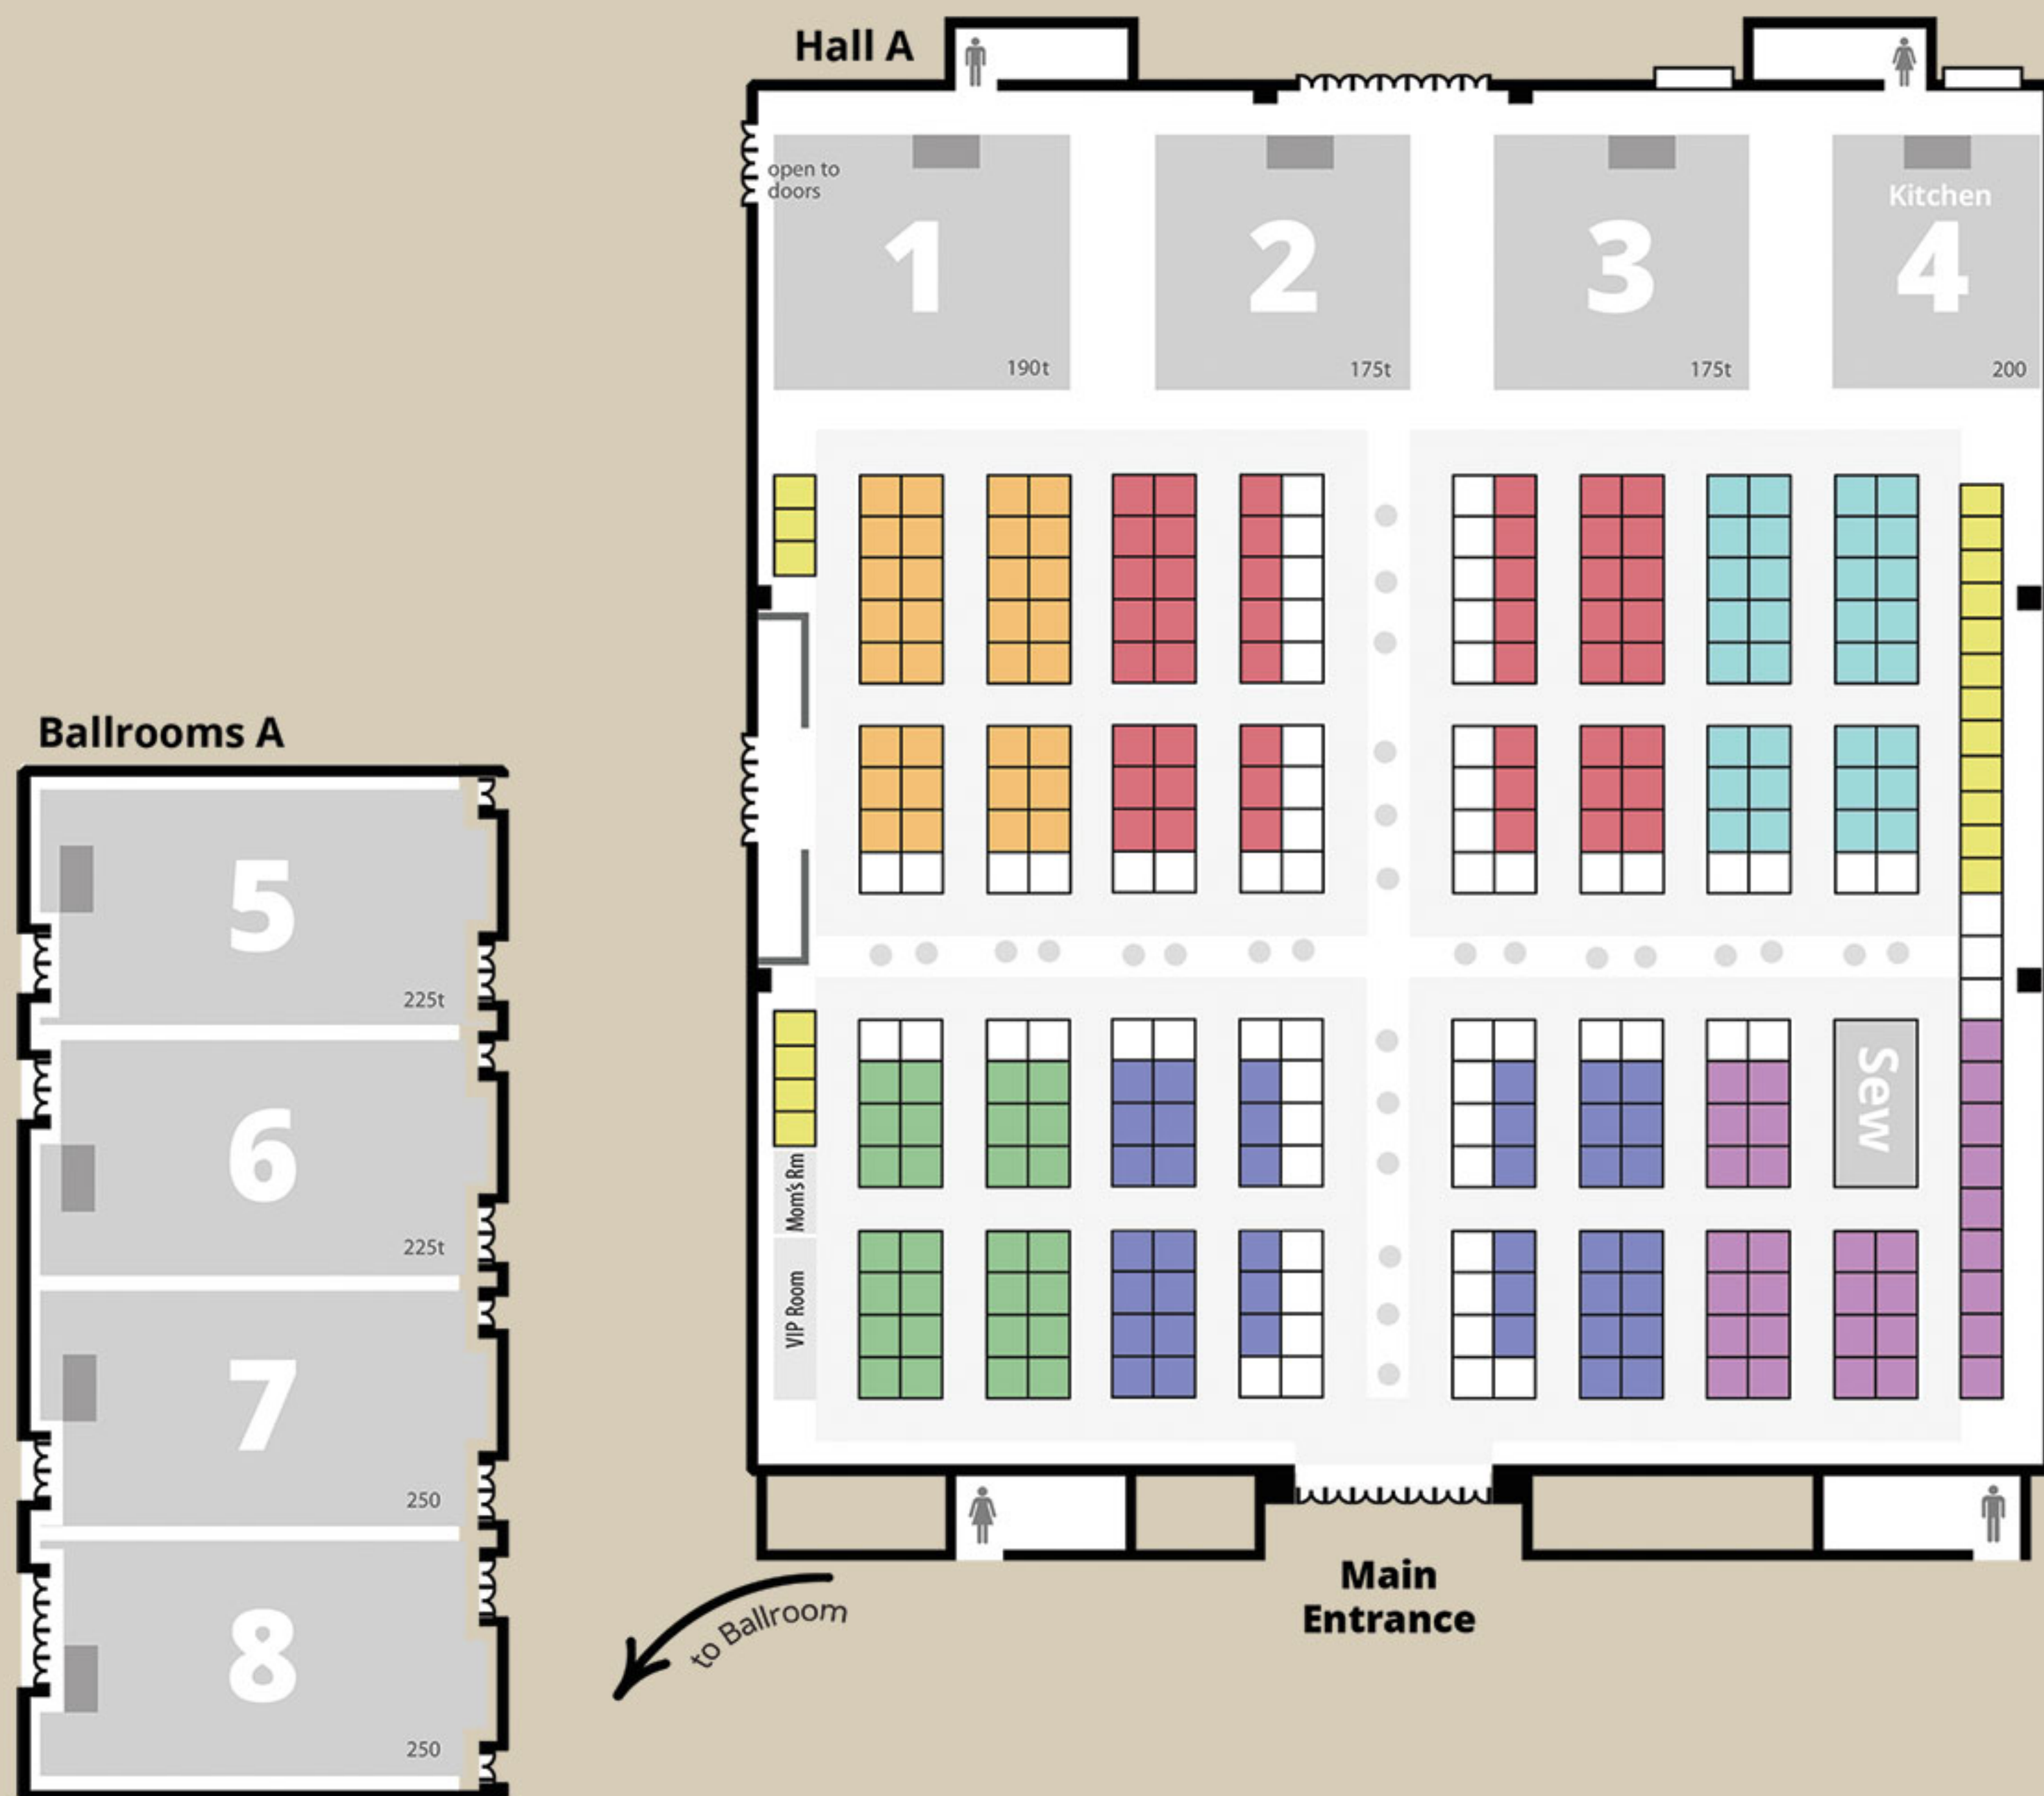 Hall A
open to
doors
1
190t
2
175t
3
175t
Kitchen
4
200
Ballrooms A
5
225t
6
225t
7
250
8
250
Sew
Mom's Rm
VIP Room
Main
Entrance
to Ballroom